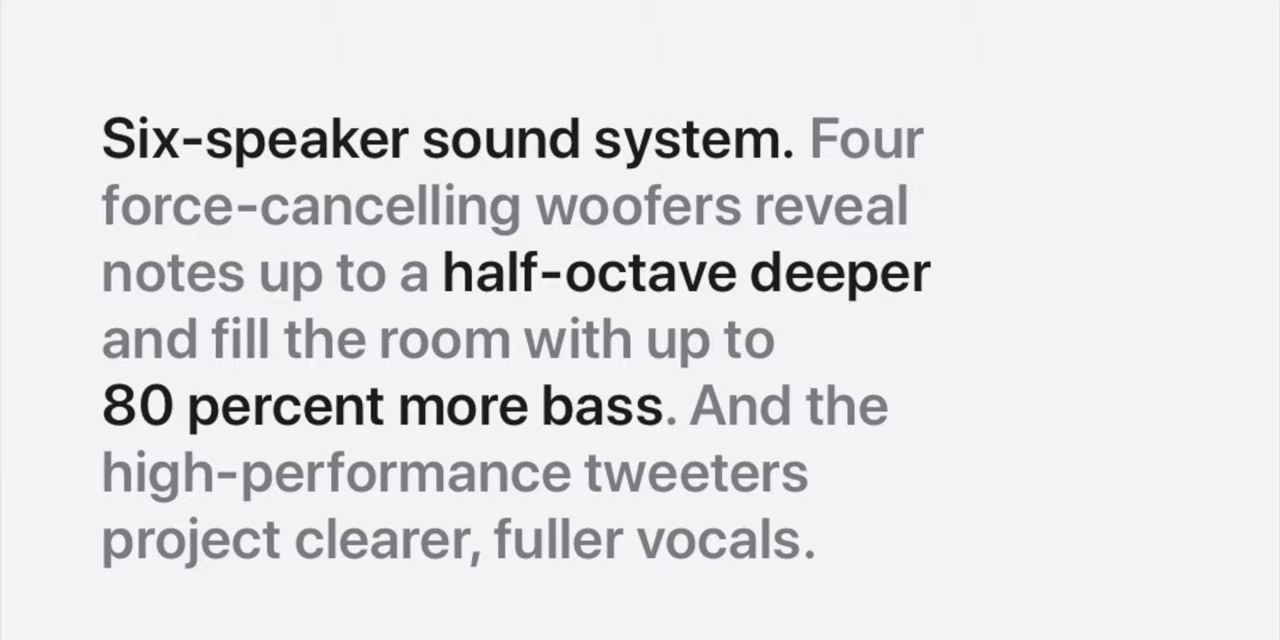 Six-speaker sound system. Four
force-cancelling woofers reveal
notes up to a half-octave deeper
and fill the room with up to
80 percent more bass. And the
high-performance tweeters
project clearer, fuller vocals.